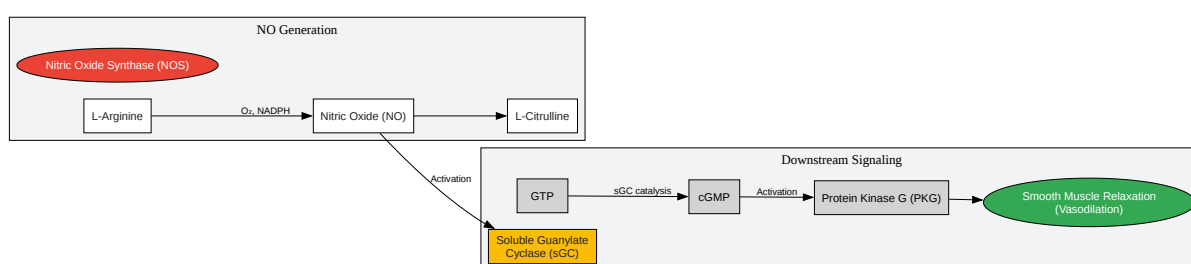 NO Generation
Nitric Oxide Synthase (NOS)
L-Arginine
O₂, NADPH
Nitric Oxide (NO)
L-Citrulline
Activation
Downstream Signaling
GTP
sGC catalysis
cGMP
Activation
Protein Kinase G (PKG)
Smooth Muscle Relaxation
(Vasodilation)
Soluble Guanylate
Cyclase (sGC)